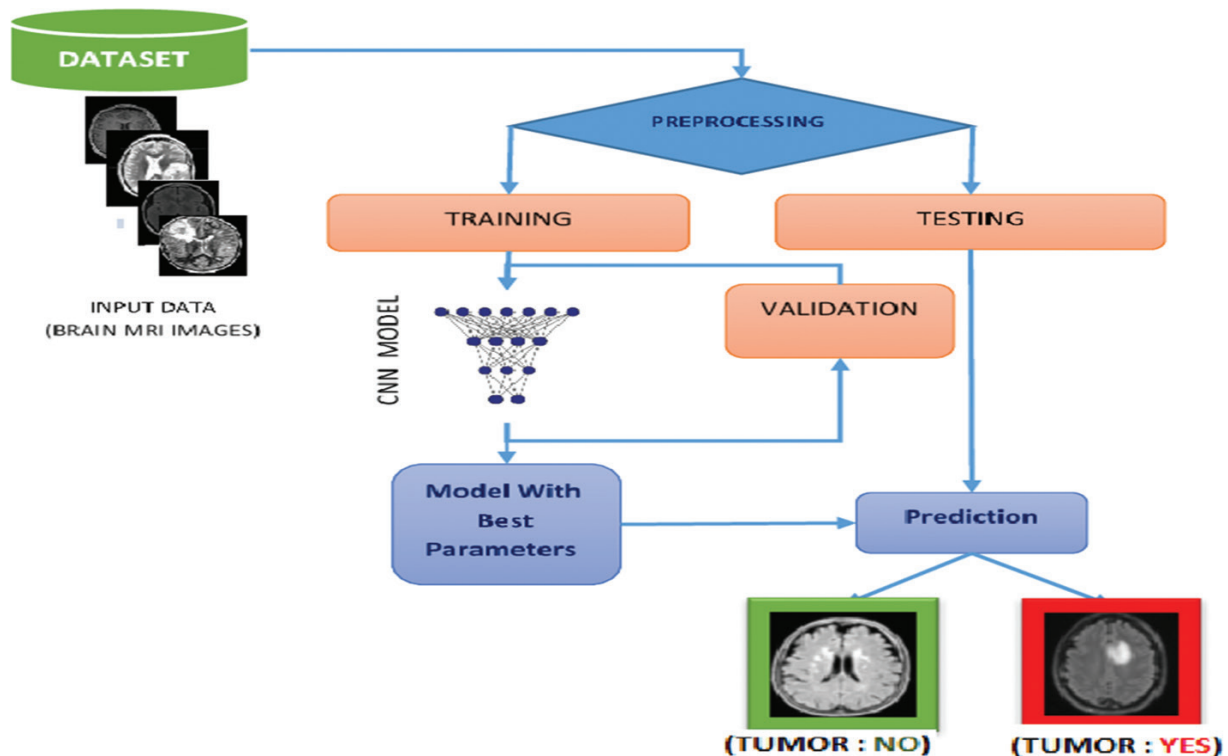 DATASET
PREPROCESSING
TRAINING
TESTING
INPUT DATA
(BRAIN MRI IMAGES)
CNN MODEL
VALIDATION
Model With
Best
Parameters
Prediction
(TUMOR : NO)
(TUMOR : YES)